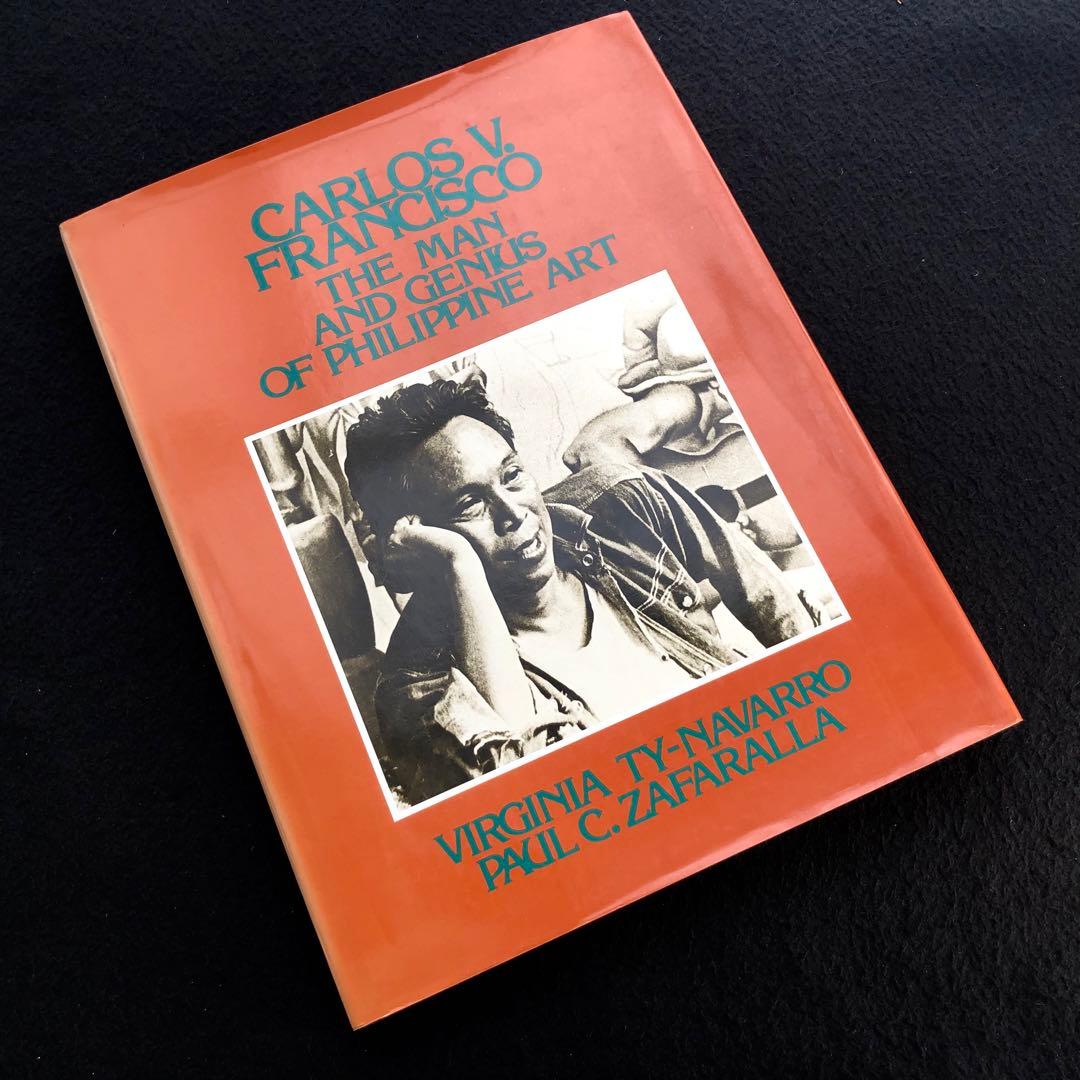 CARLOS V.
FRANCISCO
THE MAN
AND GENIUS
OF PHILIPPINE ART
VIRGINIA TY-NAVARRO
PAUL C. ZAFARALLA